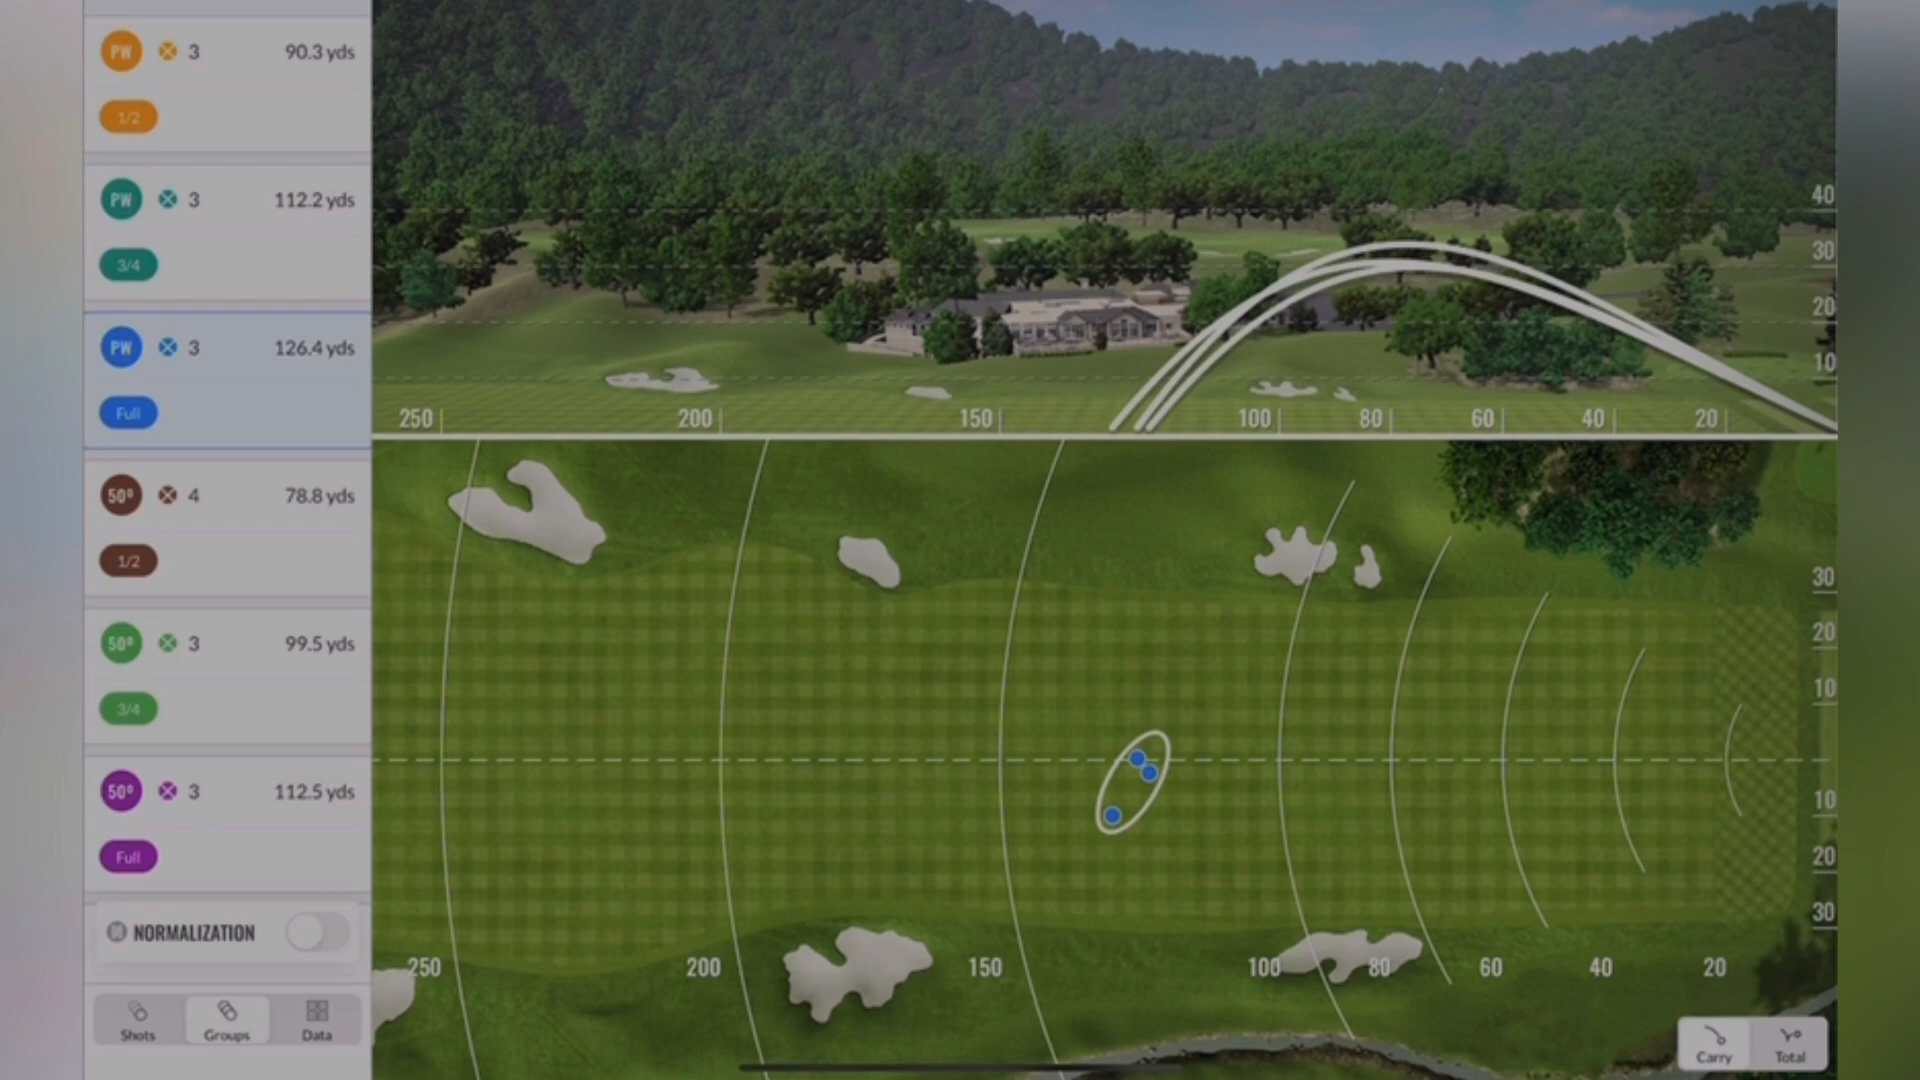 PW 3 90.3 yds
1/2
PW 3 112.2 yds
3/4
PW 3 126.4 yds
Full
50º 4 78.8 yds
1/2
50º 3 99.5 yds
3/4
50º 3 112.5 yds
Full
NORMALIZATION
Shots Groups Data
40
30
20
10
250 200 150 100 80 60 40 20
30
20
10
10
20
30
250 200 150 100 80 60 40 20
Carry Total